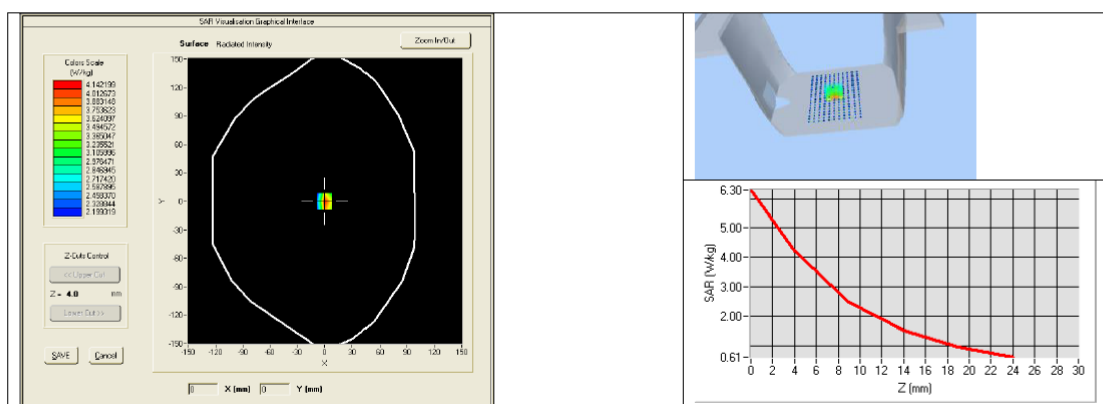 SAR Visualisation Graphical Interface
Surface Radiated Intensity
Zoom In/Out
Colors Scale
(W/kg)
4.142199
4.012673
3.883148
3.753623
3.624097
3.494572
3.365047
3.235521
3.105996
2.976471
2.846945
2.717420
2.587895
2.458370
2.328844
2.199319
Z-Cuts Control
<< Upper Cut
Z = 4.0 mm
Lower Cut >>
SAVE
Cancel
150
120
90
60
30
0
-30
-60
-90
-120
-150
Y
-150 -120 -90 -60 -30 0 30 60 90 120 150
X
0 X (mm) 0 Y (mm)
6.30
5.00
4.00
3.00
2.00
0.61
SAR (W/kg)
0 2 4 6 8 10 12 14 16 18 20 22 24 26 28 30
Z (mm)